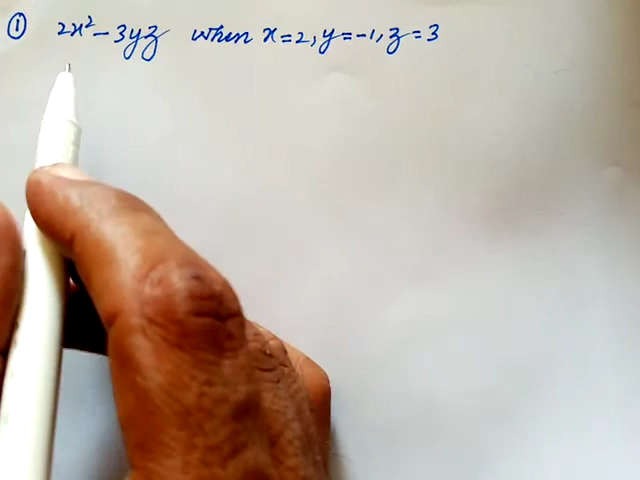 ① 2x² - 3yz when x = 2, y = -1, z = 3